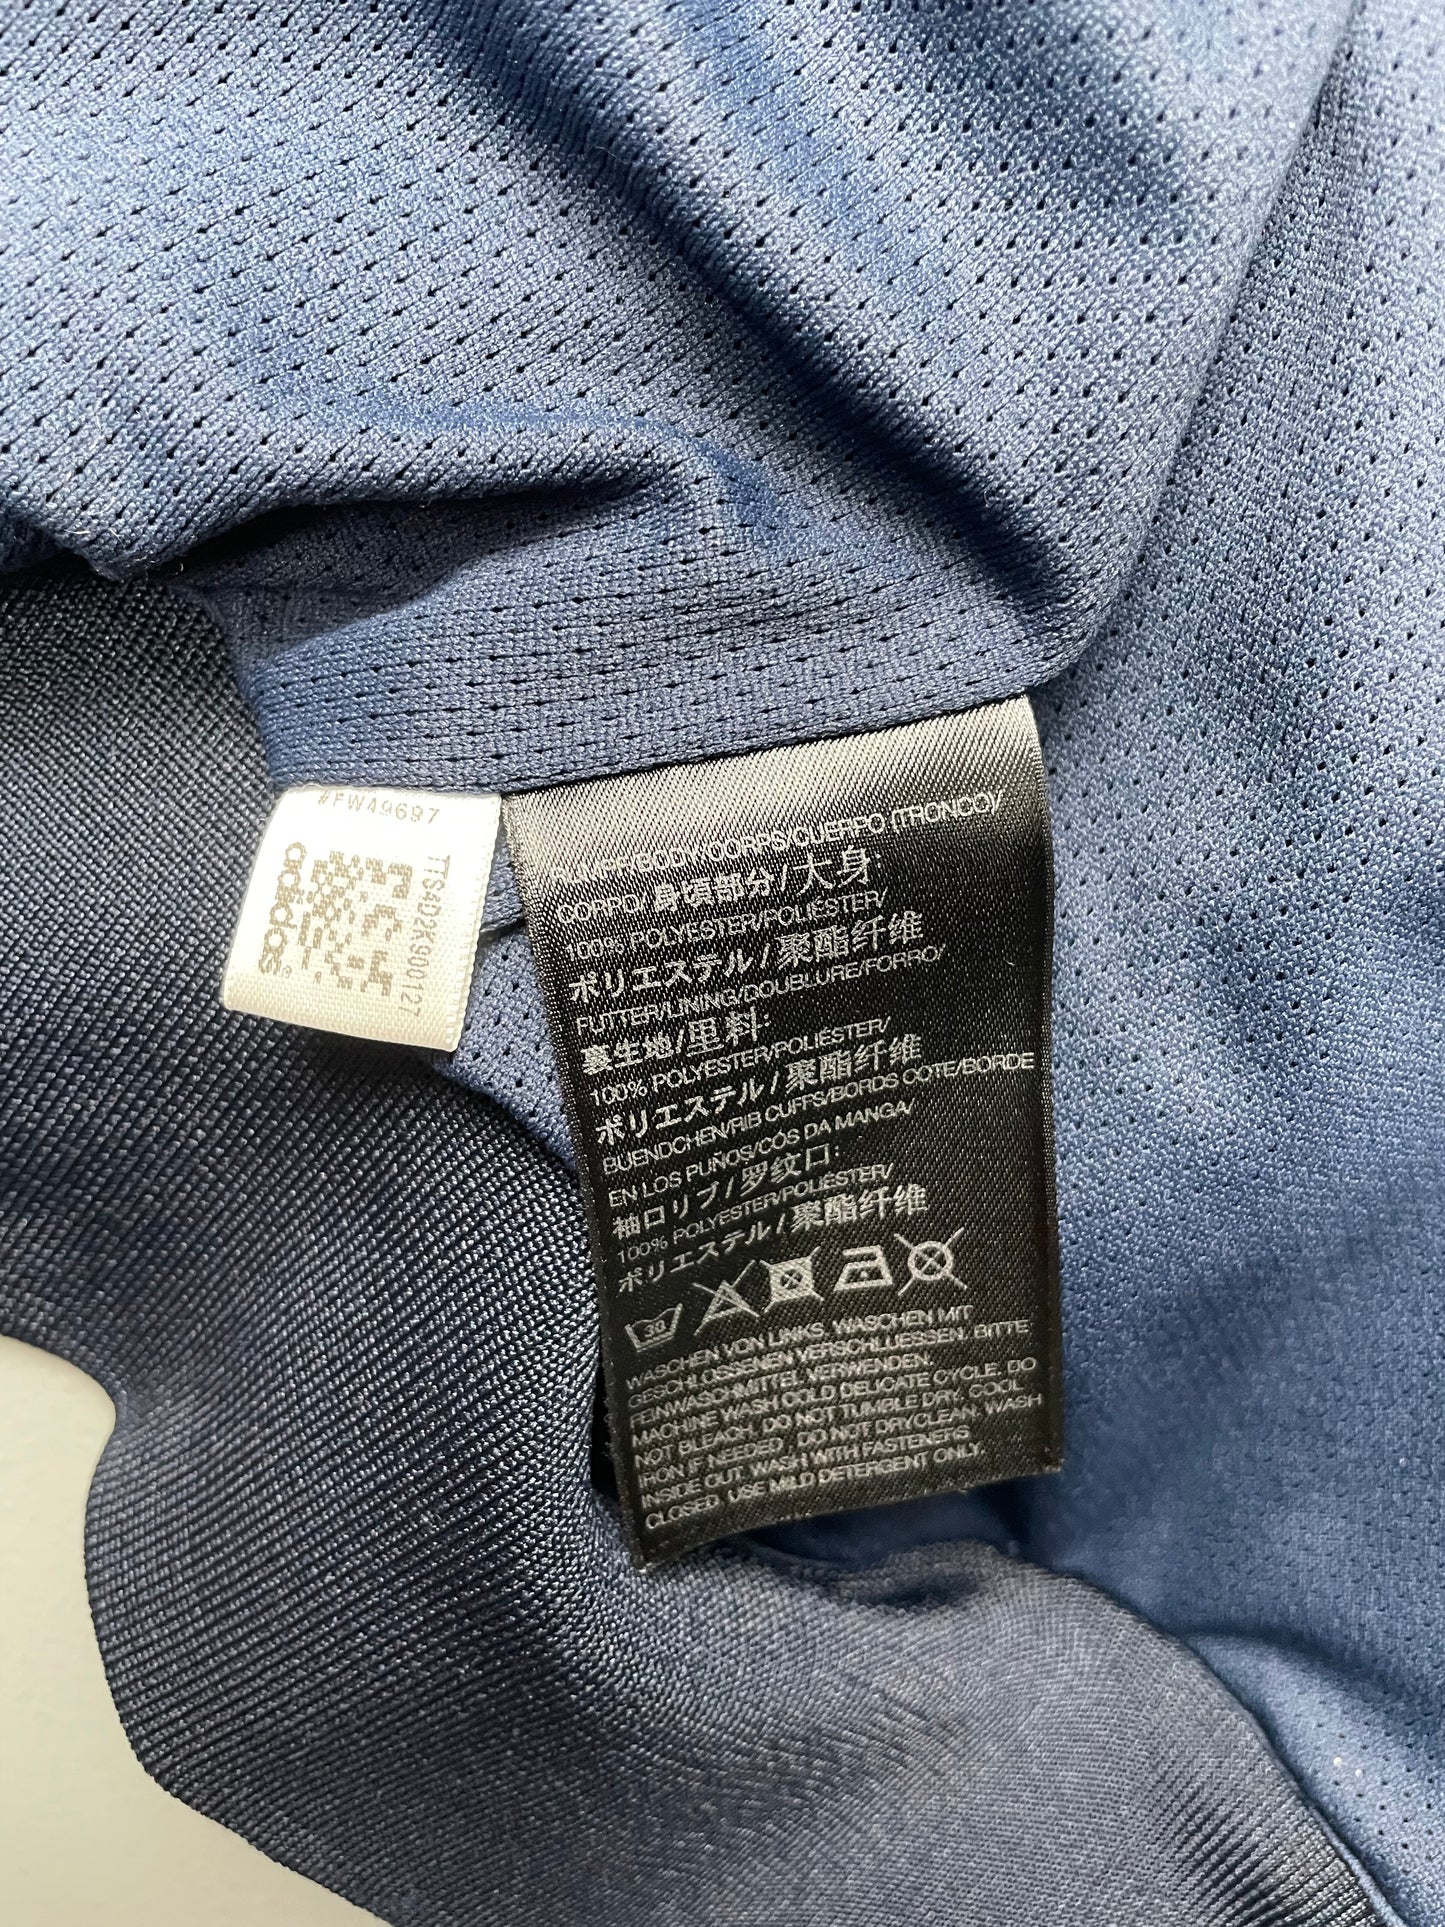 #FW49697
TTS4D2K900127
adidas
BODY/CORPS/CUERPO (TRONCO)/
CORPO/身頃部分/大身:
100% POLYESTER/POLIÉSTER/
ポリエステル/聚酯纤维
FUTTER/LINING/DOUBLURE/FORRO/
裏生地/里料:
100% POLYESTER/POLIÉSTER/
ポリエステル/聚酯纤维
BUENDCHEN/RIB CUFFS/BORDS COTE/BORDE
EN LOS PUÑOS/CÓS DA MANGA/
袖口リブ/罗纹口:
100% POLYESTER/POLIÉSTER/
ポリエステル/聚酯纤维
30
WASCHEN VON LINKS. WASCHEN MIT
GESCHLOSSENEN VERSCHLUESSEN. BITTE
FEINWASCHMITTEL VERWENDEN.
MACHINE WASH COLD DELICATE CYCLE, DO
NOT BLEACH, DO NOT TUMBLE DRY, COOL
IRON IF NEEDED, DO NOT DRYCLEAN. WASH
INSIDE OUT. WASH WITH FASTENERS
CLOSED. USE MILD DETERGENT ONLY.